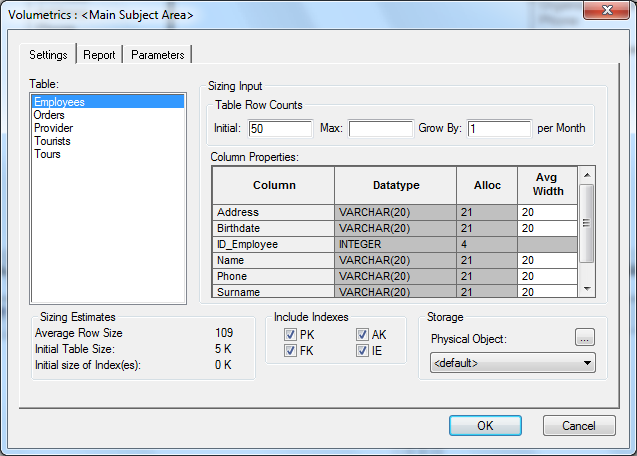 Volumetrics : <Main Subject Area>
Settings Report Parameters
Table:
Employees
Orders
Provider
Tourists
Tours
Sizing Input
Table Row Counts
Initial: 50 Max: Grow By: 1 per Month
Column Properties:
Column Datatype Alloc Avg Width
Address VARCHAR(20) 21 20
Birthdate VARCHAR(20) 21 20
ID_Employee INTEGER 4
Name VARCHAR(20) 21 20
Phone VARCHAR(20) 21 20
Surname VARCHAR(20) 21 20
Sizing Estimates
Average Row Size 109
Initial Table Size: 5 K
Initial size of Index(es): 0 K
Include Indexes
PK AK
FK IE
Storage
Physical Object: ...
<default>
OK Cancel